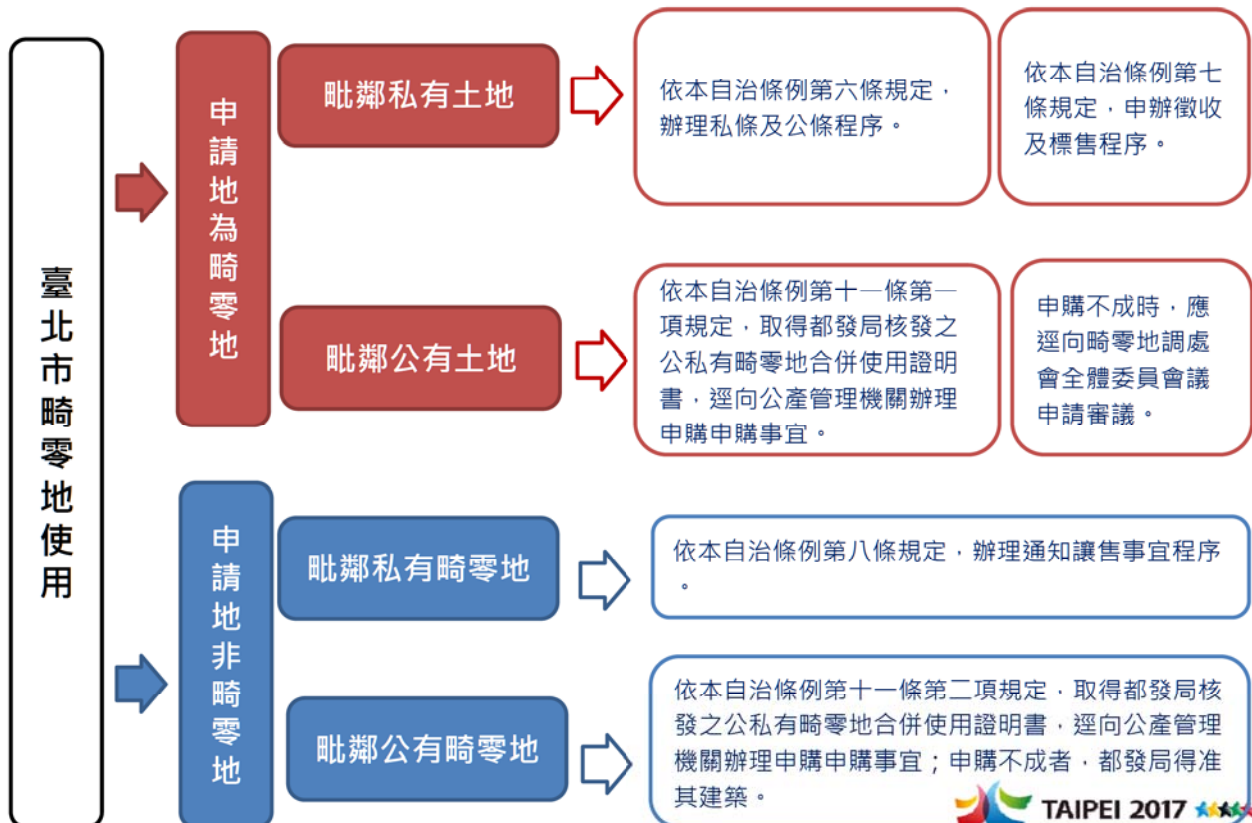 臺北市畸零地使用
申請地為畸零地
毗鄰私有土地
依本自治條例第六條規定，
辦理私條及公條程序。
依本自治條例第七
條規定，申辦徵收
及標售程序。
毗鄰公有土地
依本自治條例第十一條第一
項規定，取得都發局核發之
公私有畸零地合併使用證明
書，逕向公產管理機關辦理
申購申購事宜。
申購不成時，應
逕向畸零地調處
會全體委員會議
申請審議。
申請地非畸零地
毗鄰私有畸零地
依本自治條例第八條規定，辦理通知讓售事宜程序
。
毗鄰公有畸零地
依本自治條例第十一條第二項規定，取得都發局核
發之公私有畸零地合併使用證明書，逕向公產管理
機關辦理申購申購事宜；申購不成者，都發局得准
其建築。
TAIPEI 2017